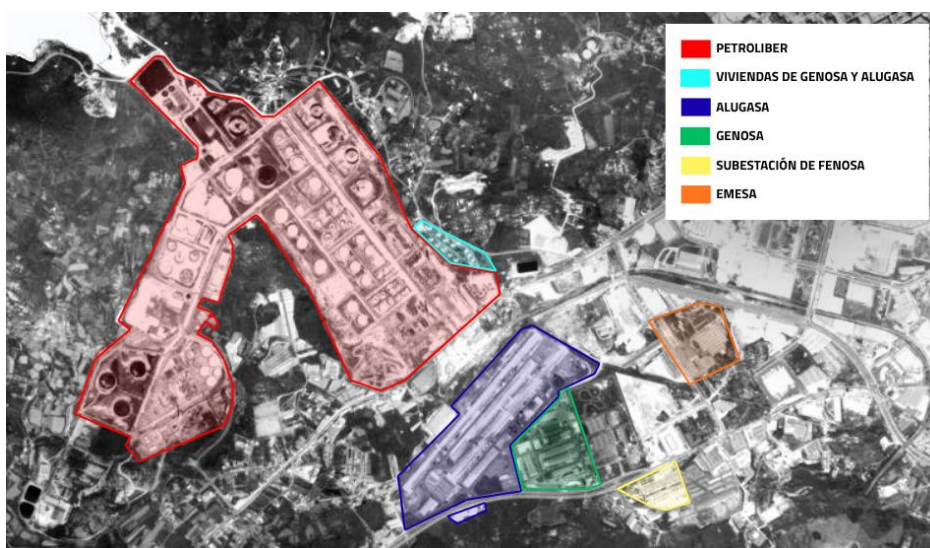 PETROLIBER
VIVIENDAS DE GENOSA Y ALUGASA
ALUGASA
GENOSA
SUBESTACIÓN DE FENOSA
EMESA